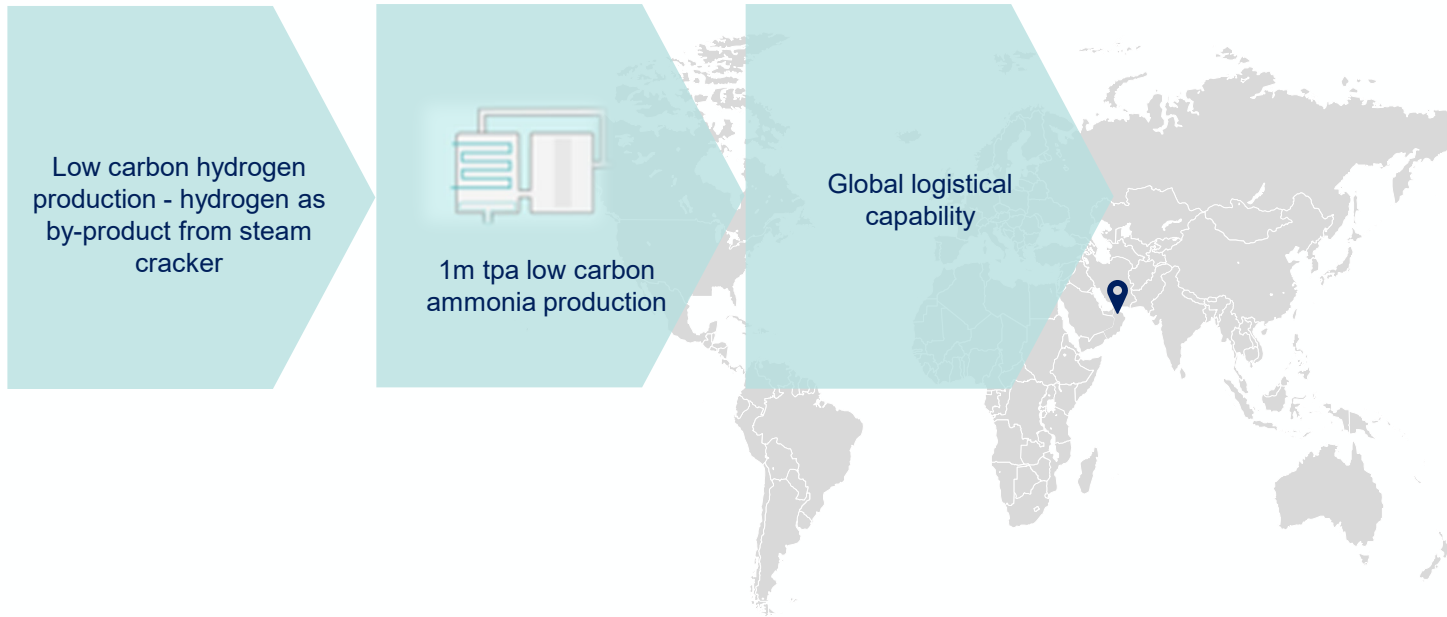 Low carbon hydrogen
production - hydrogen as
by-product from steam
cracker
1m tpa low carbon
ammonia production
Global logistical
capability